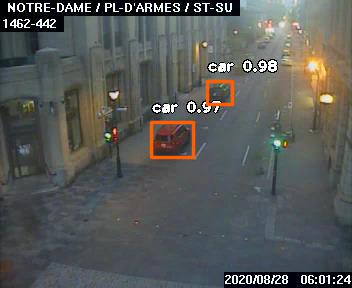 NOTRE-DAME / PL-D'ARMES / ST-SU
1462-442
car 0.98
car 0.97
2020/08/28 06:01:24